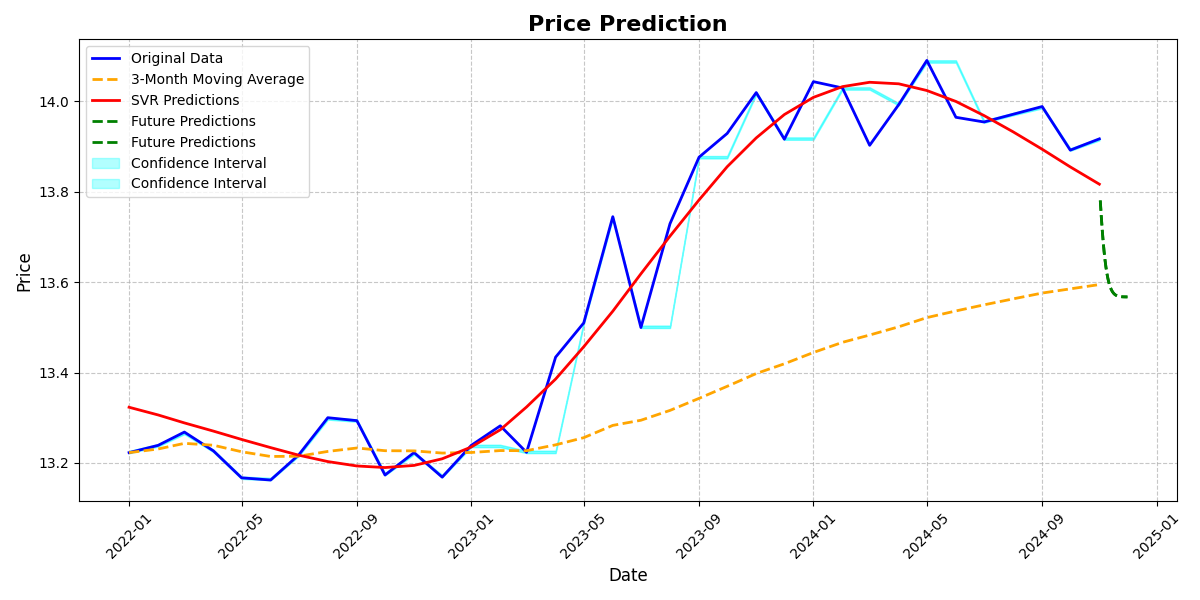 Price Prediction
Original Data
3-Month Moving Average
SVR Predictions
Future Predictions
Future Predictions
Confidence Interval
Confidence Interval
Price
14.0
13.8
13.6
13.4
13.2
2022-01
2022-05
2022-09
2023-01
2023-05
2023-09
2024-01
2024-05
2024-09
2025-01
Date